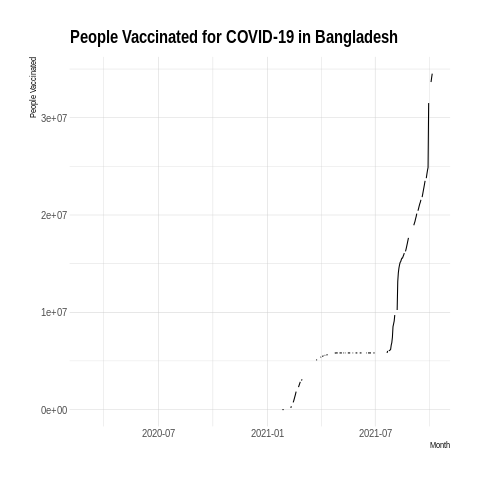 People Vaccinated for COVID-19 in Bangladesh
People Vaccinated
3e+07
2e+07
1e+07
0e+00
2020-07
2021-01
2021-07
Month